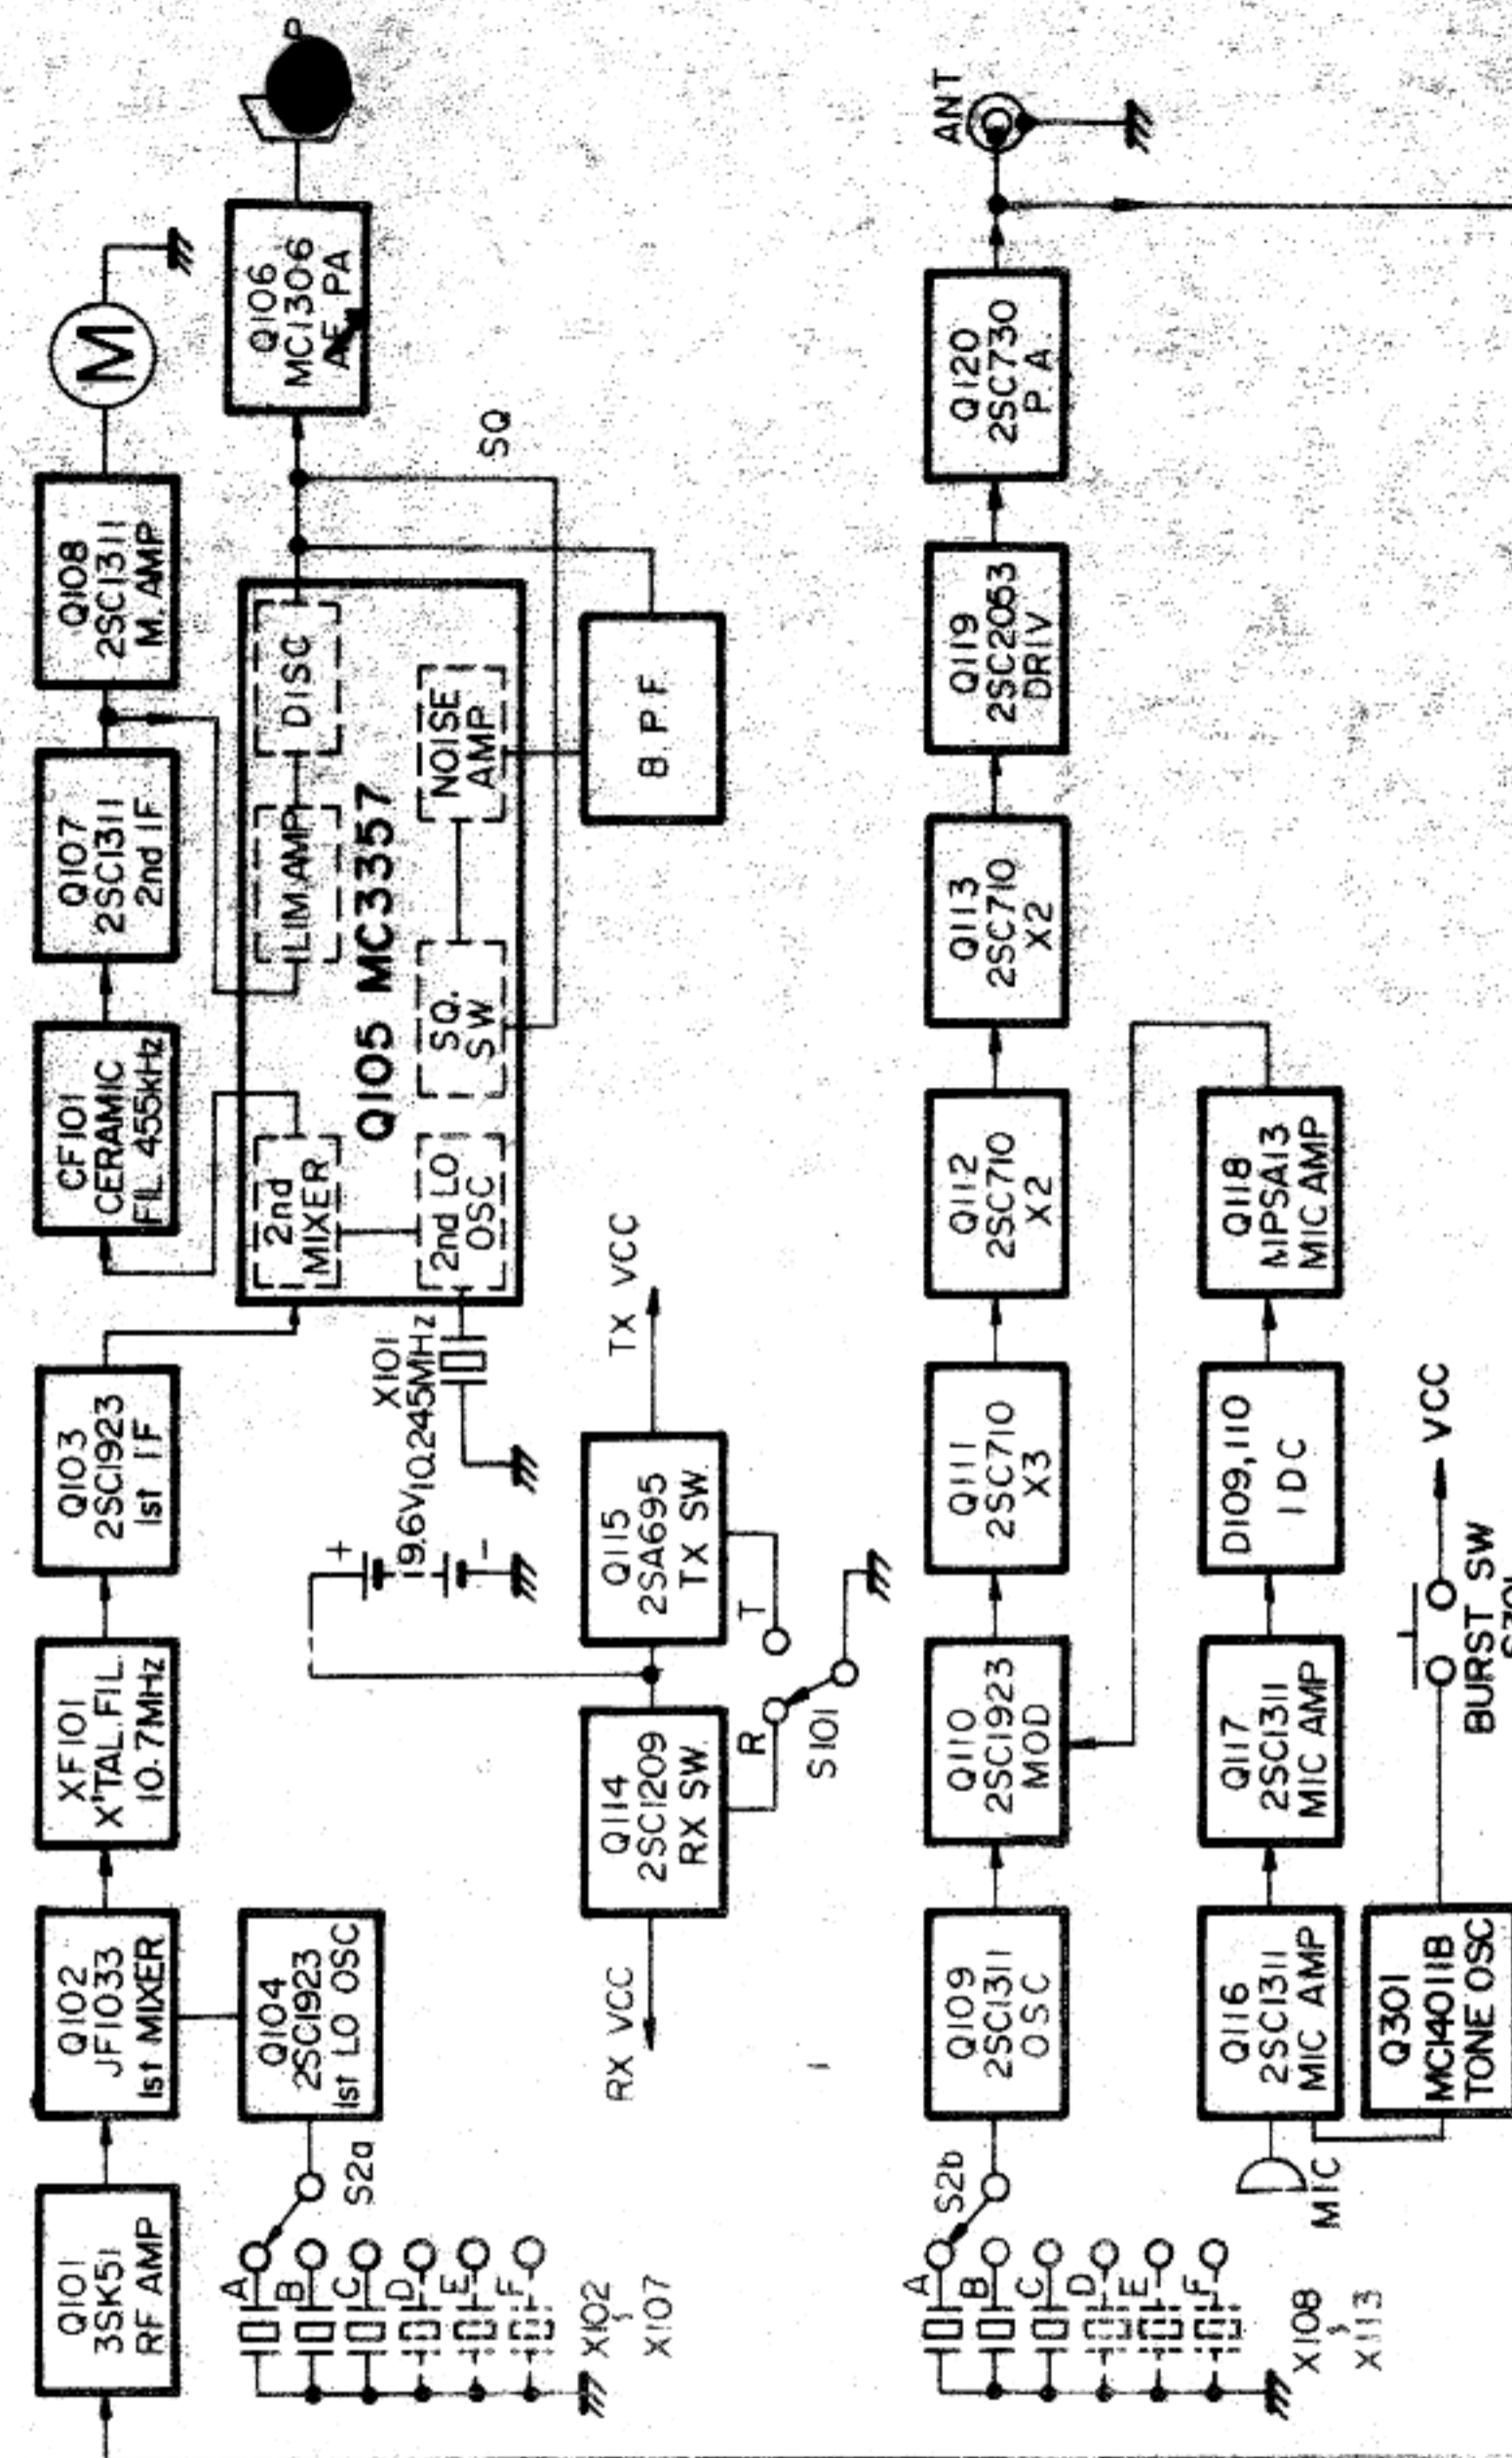 Q101
3SK51
RF AMP
Q102
JF1033
1st MIXER
XF101
X'TAL.FIL.
10.7MHz
Q103
2SC1923
1st IF
CF101
CERAMIC
FIL 455kHz
Q107
2SC1311
2nd IF
Q108
2SC1311
M. AMP
M
Q104
2SC1923
1st LO OSC
S2a
A
B
C
D
E
F
X102
X107
2nd
MIXER
LIM.AMP
DISC
Q105 MC3357
2nd LO
OSC
SQ.
SW
NOISE
AMP
Q106
MC1306
AF. PA
SQ
B.P.F.
X101
10.245MHz
+
9.6V
-
Q114
2SC1209
RX SW.
Q115
2SA695
TX SW.
RX VCC
TX VCC
R
T
S101
ANT
Q109
2SC1311
OSC
Q110
2SC1923
MOD
Q111
2SC710
X3
Q112
2SC710
X2
Q113
2SC710
X2
Q119
2SC2053
DRIV
Q120
2SC730
P. A.
S2b
A
B
C
D
E
F
X108
X113
MIC
Q116
2SC1311
MIC AMP
Q117
2SC1311
MIC AMP
D109,110
IDC
Q118
MPSA13
MIC AMP
Q301
MC14011B
TONE OSC
BURST SW
VCC